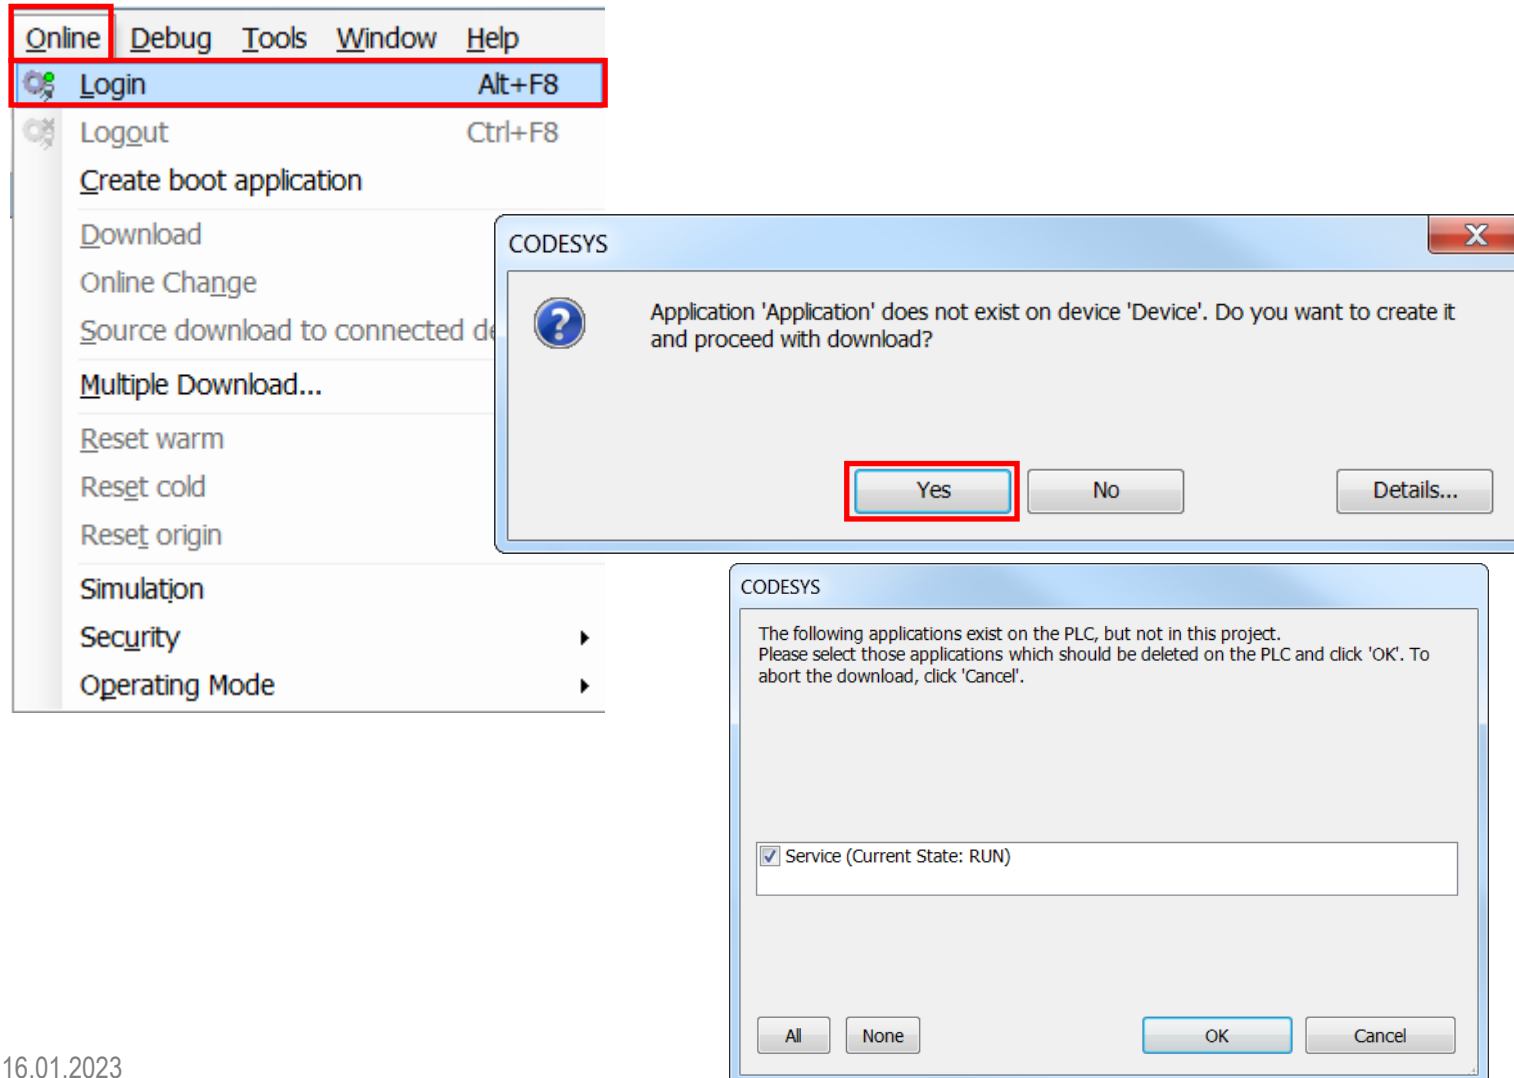 Online Debug Tools Window Help
Login Alt+F8
Logout Ctrl+F8
Create boot application
Download
Online Change
Source download to connected de
Multiple Download...
Reset warm
Reset cold
Reset origin
Simulation
Security
Operating Mode
CODESYS
Application 'Application' does not exist on device 'Device'. Do you want to create it
and proceed with download?
Yes No Details...
CODESYS
The following applications exist on the PLC, but not in this project.
Please select those applications which should be deleted on the PLC and click 'OK'. To
abort the download, click 'Cancel'.
Service (Current State: RUN)
All None OK Cancel
16.01.2023